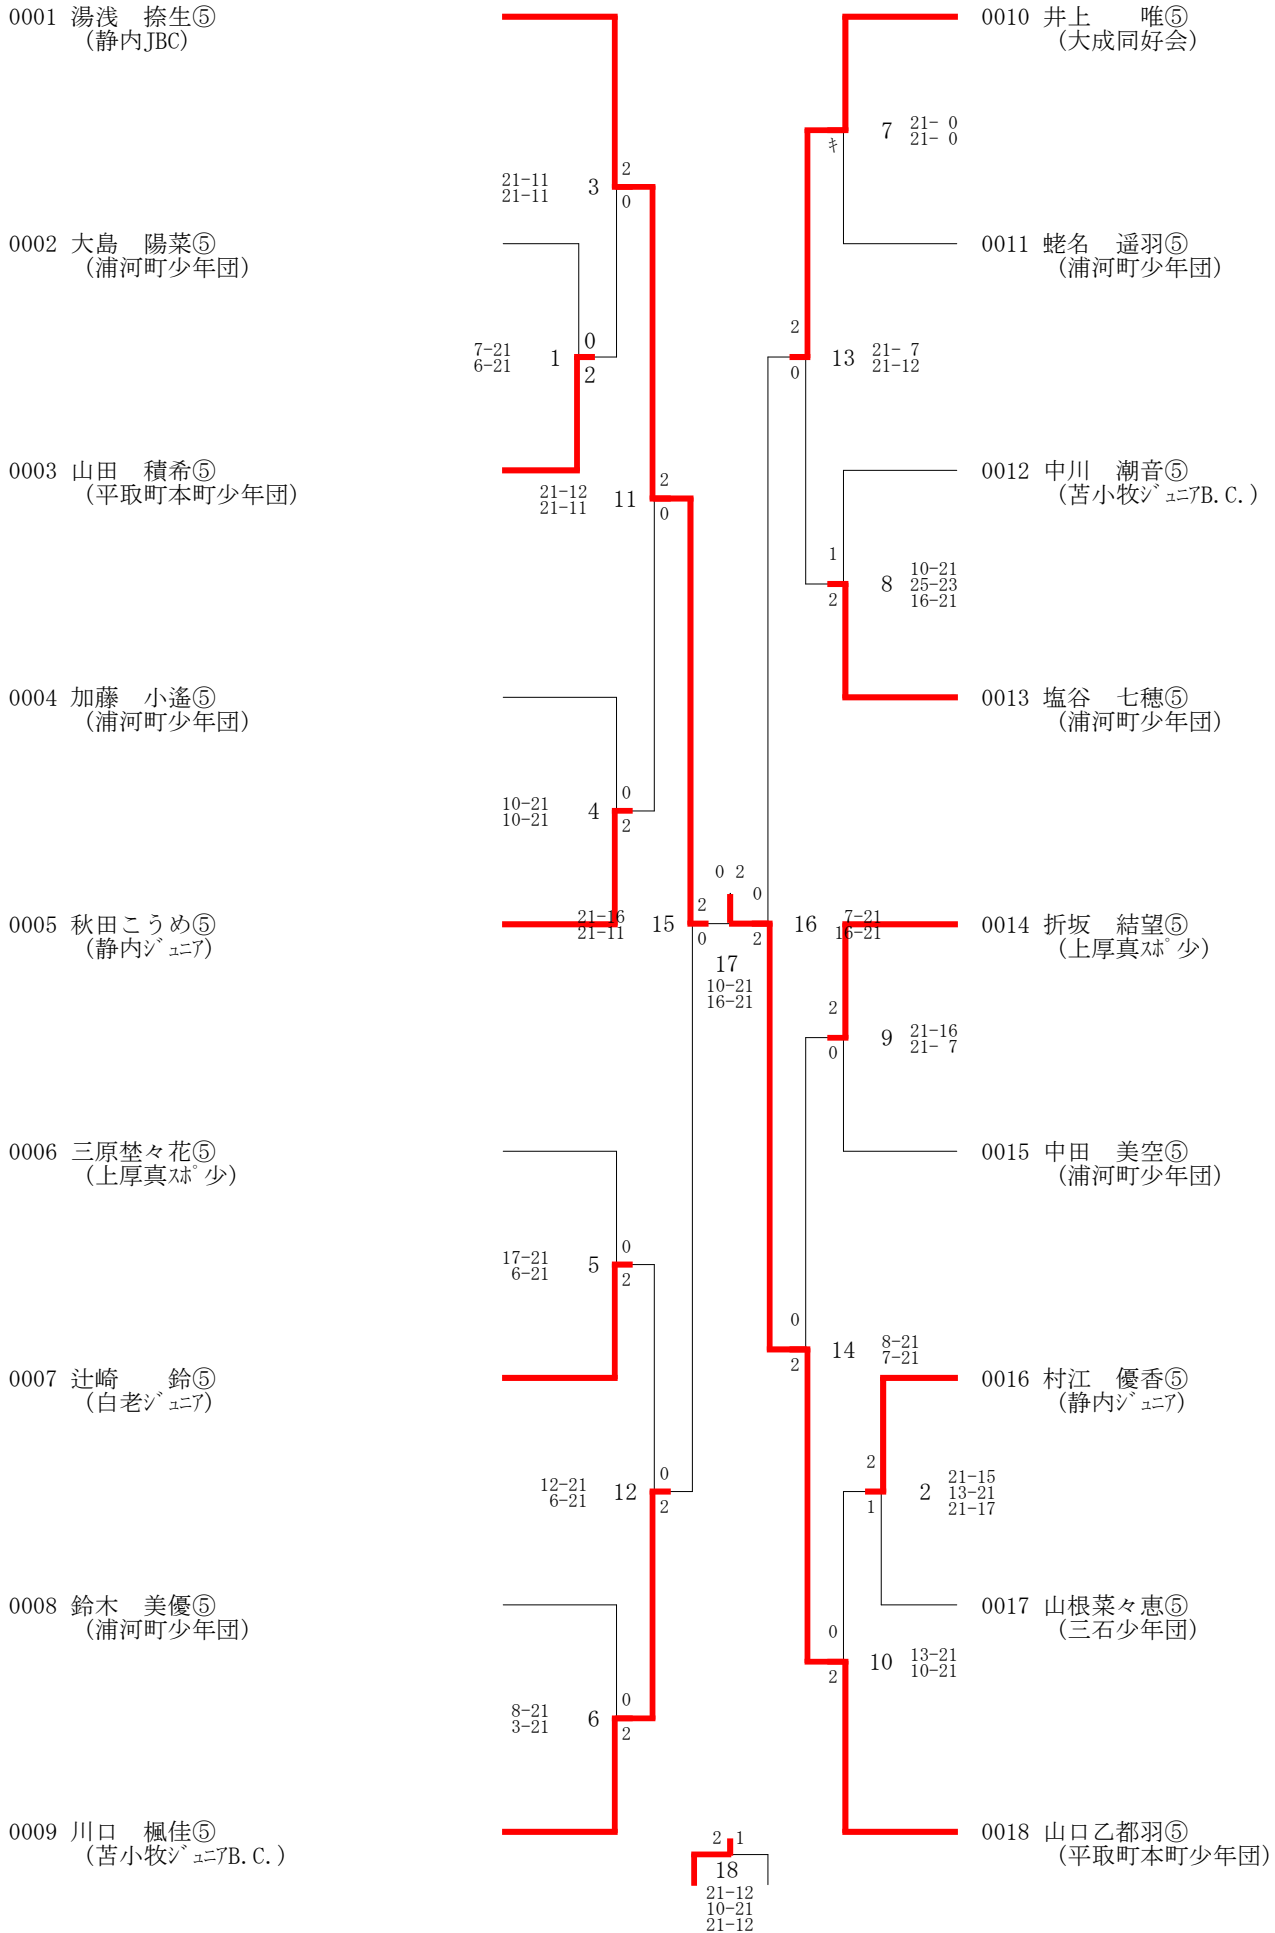 0001 湯浅　捺生⑤
(静内JBC)
21-11
21-11
3
2
0
0002 大島　陽菜⑤
(浦河町少年団)
7-21
6-21
1
0
2
0003 山田　積希⑤
(平取町本町少年団)
21-12
21-11
11
2
0
0004 加藤　小遙⑤
(浦河町少年団)
10-21
10-21
4
0
2
0005 秋田こうめ⑤
(静内ｼﾞｭﾆｱ)
21-16
21-11
15
2
0
0006 三原埜々花⑤
(上厚真ｽﾎﾟ少)
17-21
6-21
5
0
2
0007 辻崎　　鈴⑤
(白老ｼﾞｭﾆｱ)
12-21
6-21
12
0
2
0008 鈴木　美優⑤
(浦河町少年団)
8-21
3-21
6
0
2
0009 川口　楓佳⑤
(苫小牧ｼﾞｭﾆｱB.C.)
0 2
17
10-21
16-21
2 1
18
21-12
10-21
21-12
0010 井上　　唯⑤
(大成同好会)
ｷ
7
21- 0
21- 0
0011 蛯名　遥羽⑤
(浦河町少年団)
2
0
13
21- 7
21-12
0012 中川　潮音⑤
(苫小牧ｼﾞｭﾆｱB.C.)
1
2
8
10-21
25-23
16-21
0013 塩谷　七穂⑤
(浦河町少年団)
0
2
16
7-21
16-21
0014 折坂　結望⑤
(上厚真ｽﾎﾟ少)
2
0
9
21-16
21- 7
0015 中田　美空⑤
(浦河町少年団)
0
2
14
8-21
7-21
0016 村江　優香⑤
(静内ｼﾞｭﾆｱ)
2
1
2
21-15
13-21
21-17
0017 山根菜々恵⑤
(三石少年団)
0
2
10
13-21
10-21
0018 山口乙都羽⑤
(平取町本町少年団)